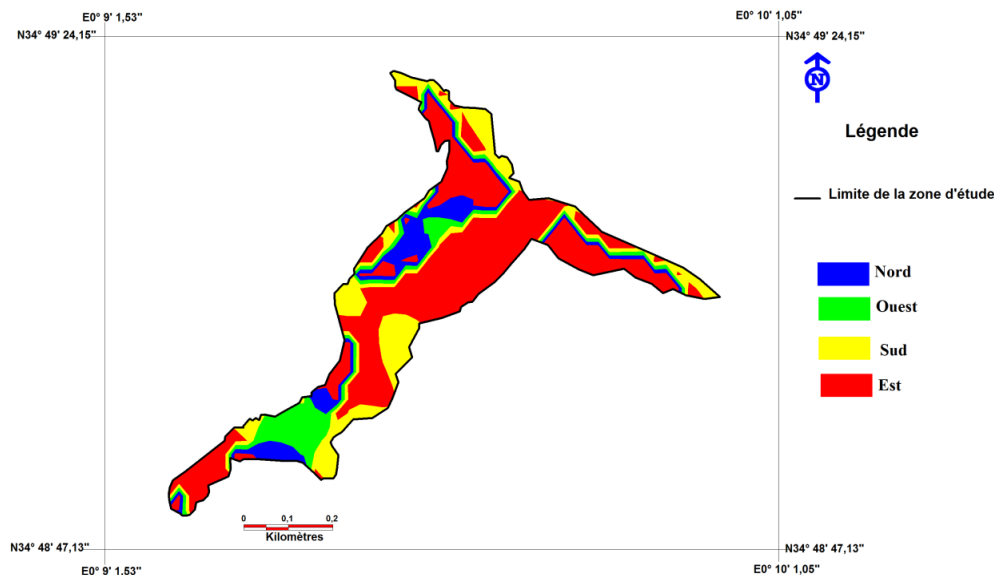 E0° 9' 1,53"
E0° 10' 1,05"
N34° 49' 24,15"
N34° 49' 24,15"
N
Légende
Limite de la zone d'étude
Nord
Ouest
Sud
Est
0 0,1 0,2
Kilomètres
N34° 48' 47,13"
N34° 48' 47,13"
E0° 9' 1.53"
E0° 10' 1,05"